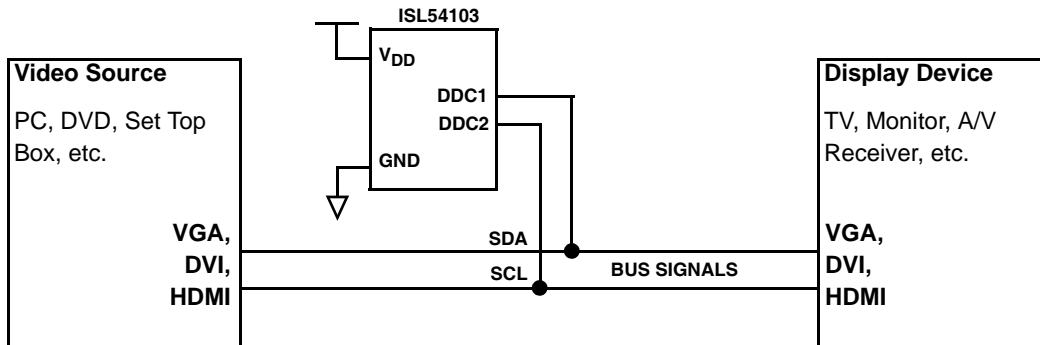 ISL54103
VDD
DDC1
DDC2
GND
Video Source
PC, DVD, Set Top
Box, etc.
VGA,
DVI,
HDMI
SDA
SCL
BUS SIGNALS
Display Device
TV, Monitor, A/V
Receiver, etc.
VGA,
DVI,
HDMI